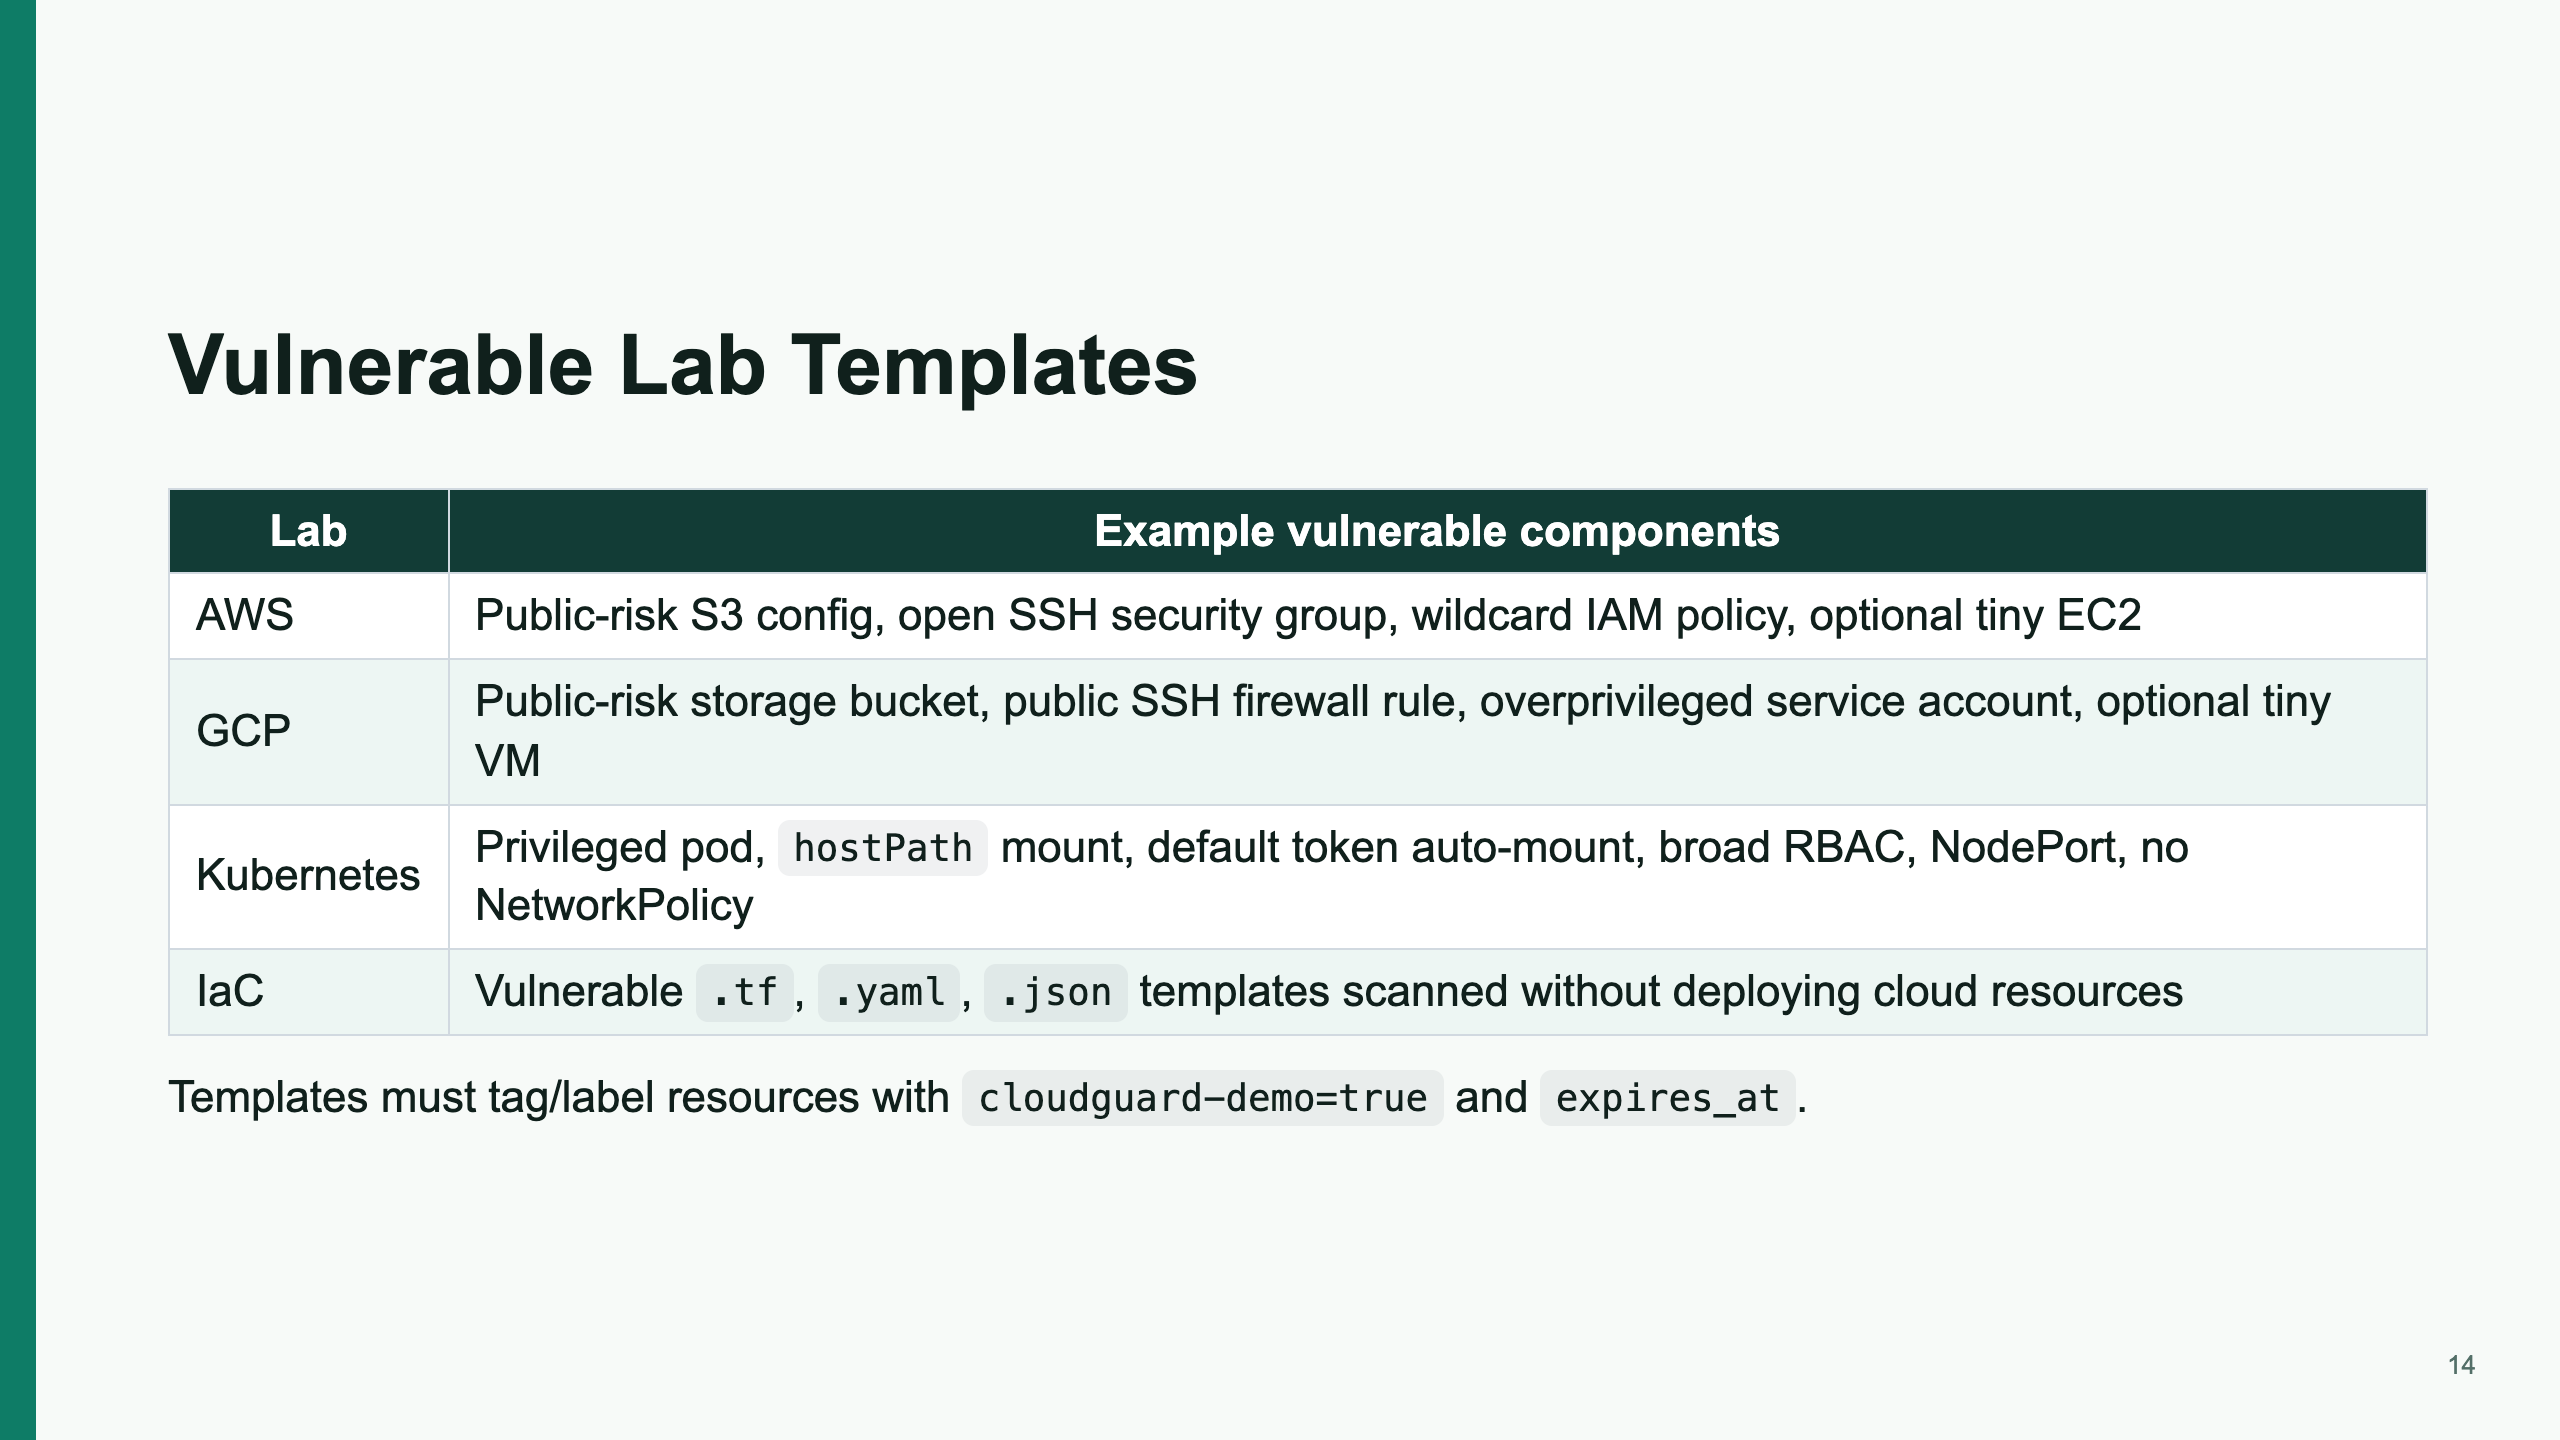 Vulnerable Lab Templates
Lab
Example vulnerable components
AWS
Public-risk S3 config, open SSH security group, wildcard IAM policy, optional tiny EC2
GCP
Public-risk storage bucket, public SSH firewall rule, overprivileged service account, optional tiny
VM
Kubernetes
Privileged pod, hostPath mount, default token auto-mount, broad RBAC, NodePort, no
NetworkPolicy
IaC
Vulnerable .tf, .yaml, .json templates scanned without deploying cloud resources
Templates must tag/label resources with cloudguard-demo=true and expires_at.
14